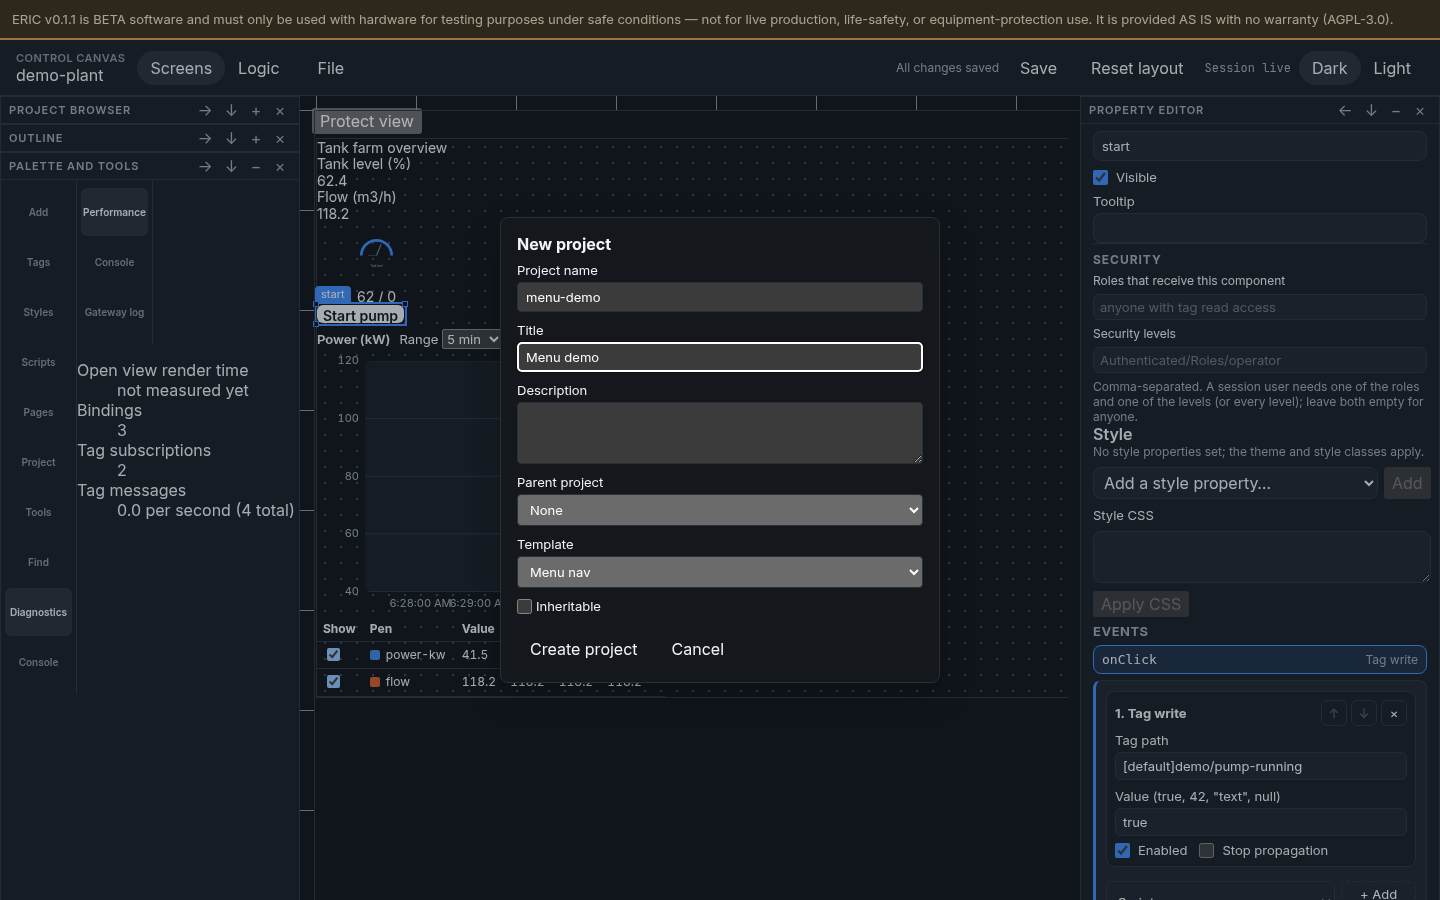 ERIC v0.1.1 is BETA software and must only be used with hardware for testing purposes under safe conditions — not for live production, life-safety, or equipment-protection use. It is provided AS IS with no warranty (AGPL-3.0).
CONTROL CANVAS
demo-plant
Screens
Logic
File
All changes saved
Save
Reset layout
Session live
Dark
Light
PROJECT BROWSER
OUTLINE
PALETTE AND TOOLS
Add
Tags
Styles
Scripts
Pages
Project
Tools
Find
Diagnostics
Console
Performance
Console
Gateway log
Open view render time
not measured yet
Bindings
3
Tag subscriptions
2
Tag messages
0.0 per second (4 total)
Protect view
Tank farm overview
Tank level (%)
62.4
Flow (m3/h)
118.2
start
62 / 0
Start pump
Power (kW)
Range
5 min
120
100
80
60
40
6:28:00 AM
6:29:00 A
Show
Pen
Value
power-kw
41.5
flow
118.2
New project
Project name
menu-demo
Title
Menu demo
Description
Parent project
None
Template
Menu nav
Inheritable
Create project
Cancel
PROPERTY EDITOR
start
Visible
Tooltip
SECURITY
Roles that receive this component
anyone with tag read access
Security levels
Authenticated/Roles/operator
Comma-separated. A session user needs one of the roles
and one of the levels (or every level); leave both empty for
anyone.
Style
No style properties set; the theme and style classes apply.
Add a style property...
Add
Style CSS
Apply CSS
EVENTS
onClick
Tag write
1. Tag write
Tag path
[default]demo/pump-running
Value (true, 42, "text", null)
true
Enabled
Stop propagation
+ Add